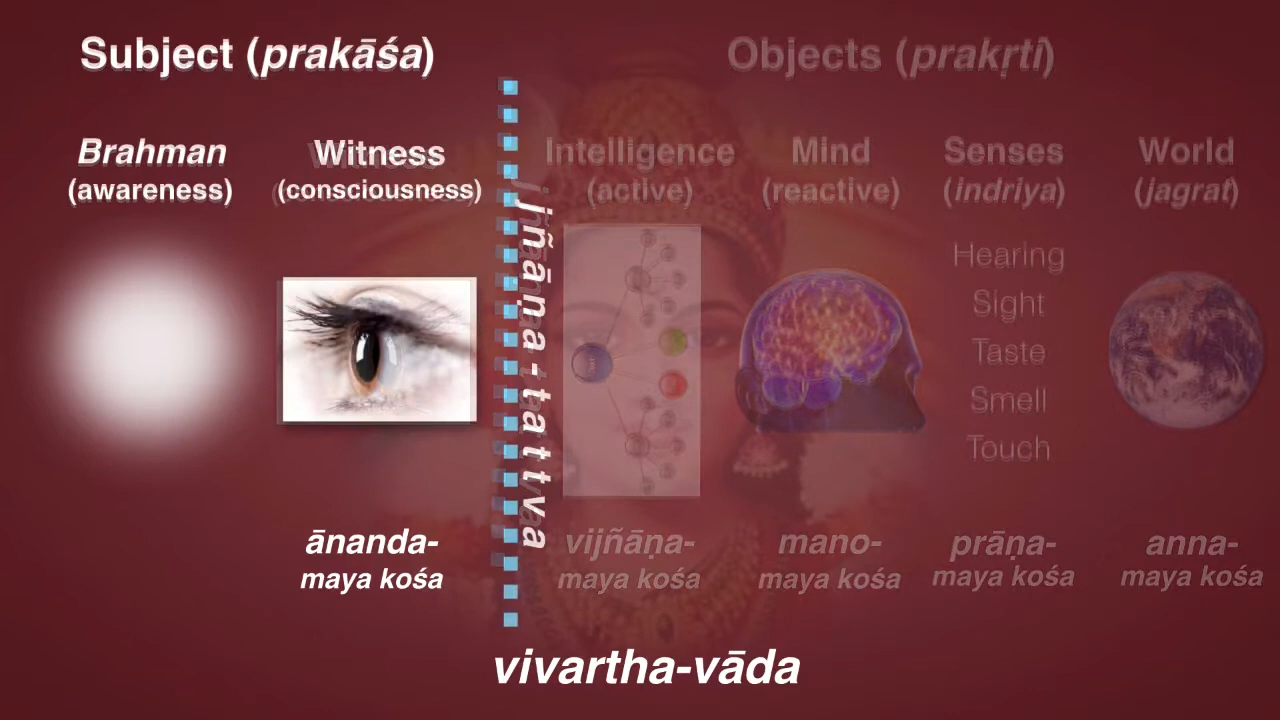 Subject (prakāśa)
Objects (prakṛti)
Brahman
(awareness)
Witness
(consciousness)
Intelligence
(active)
Mind
(reactive)
Senses
(indriya)
World
(jagrat)
jñāṇa-tattva
Hearing
Sight
Taste
Smell
Touch
ānanda-
maya kośa
vijñāṇa-
maya kośa
mano-
maya kośa
prāṇa-
maya kośa
anna-
maya kośa
vivartha-vāda